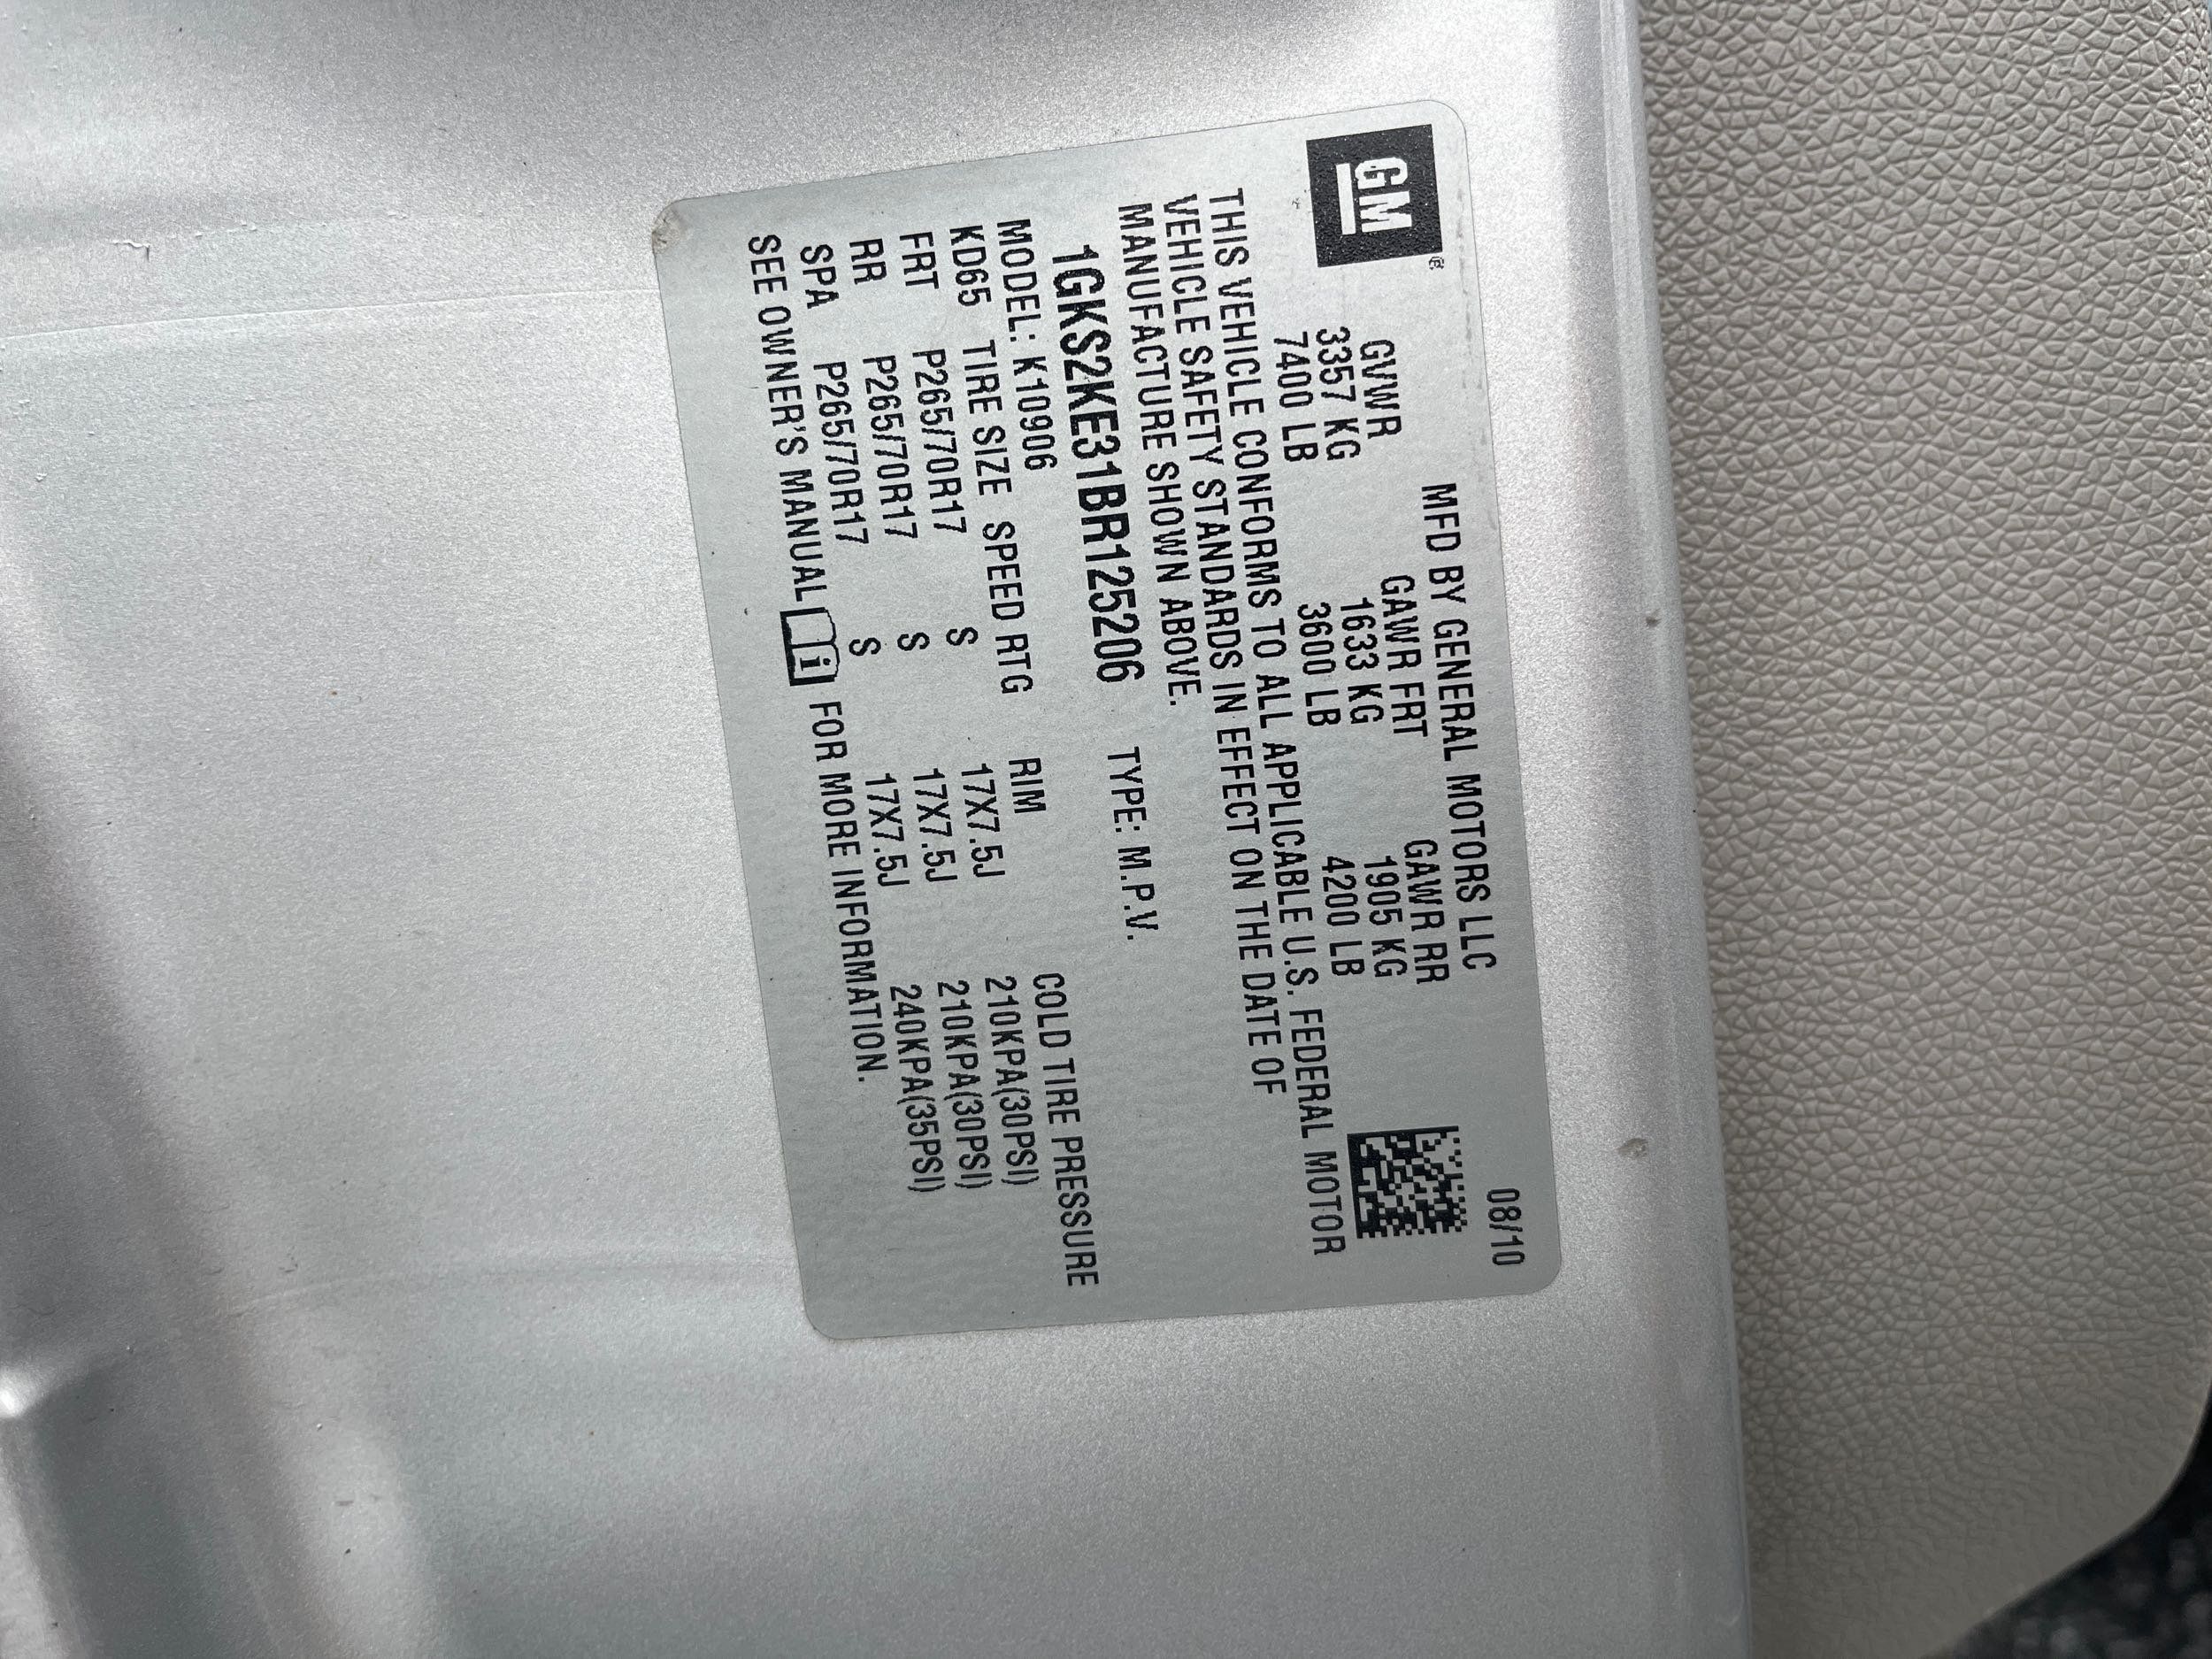 GM ®
MFD BY GENERAL MOTORS LLC 08/10
GVWR GAWR FRT GAWR RR
3357 KG 1633 KG 1905 KG
7400 LB 3600 LB 4200 LB
THIS VEHICLE CONFORMS TO ALL APPLICABLE U.S. FEDERAL MOTOR
VEHICLE SAFETY STANDARDS IN EFFECT ON THE DATE OF
MANUFACTURE SHOWN ABOVE.
1GKS2KE31BR125206 TYPE: M.P.V.
MODEL: K10906
KD65 TIRE SIZE SPEED RTG RIM COLD TIRE PRESSURE
FRT P265/70R17 S 17X7.5J 210KPA(30PSI)
RR P265/70R17 S 17X7.5J 210KPA(30PSI)
SPA P265/70R17 S 17X7.5J 240KPA(35PSI)
SEE OWNER'S MANUAL i FOR MORE INFORMATION.